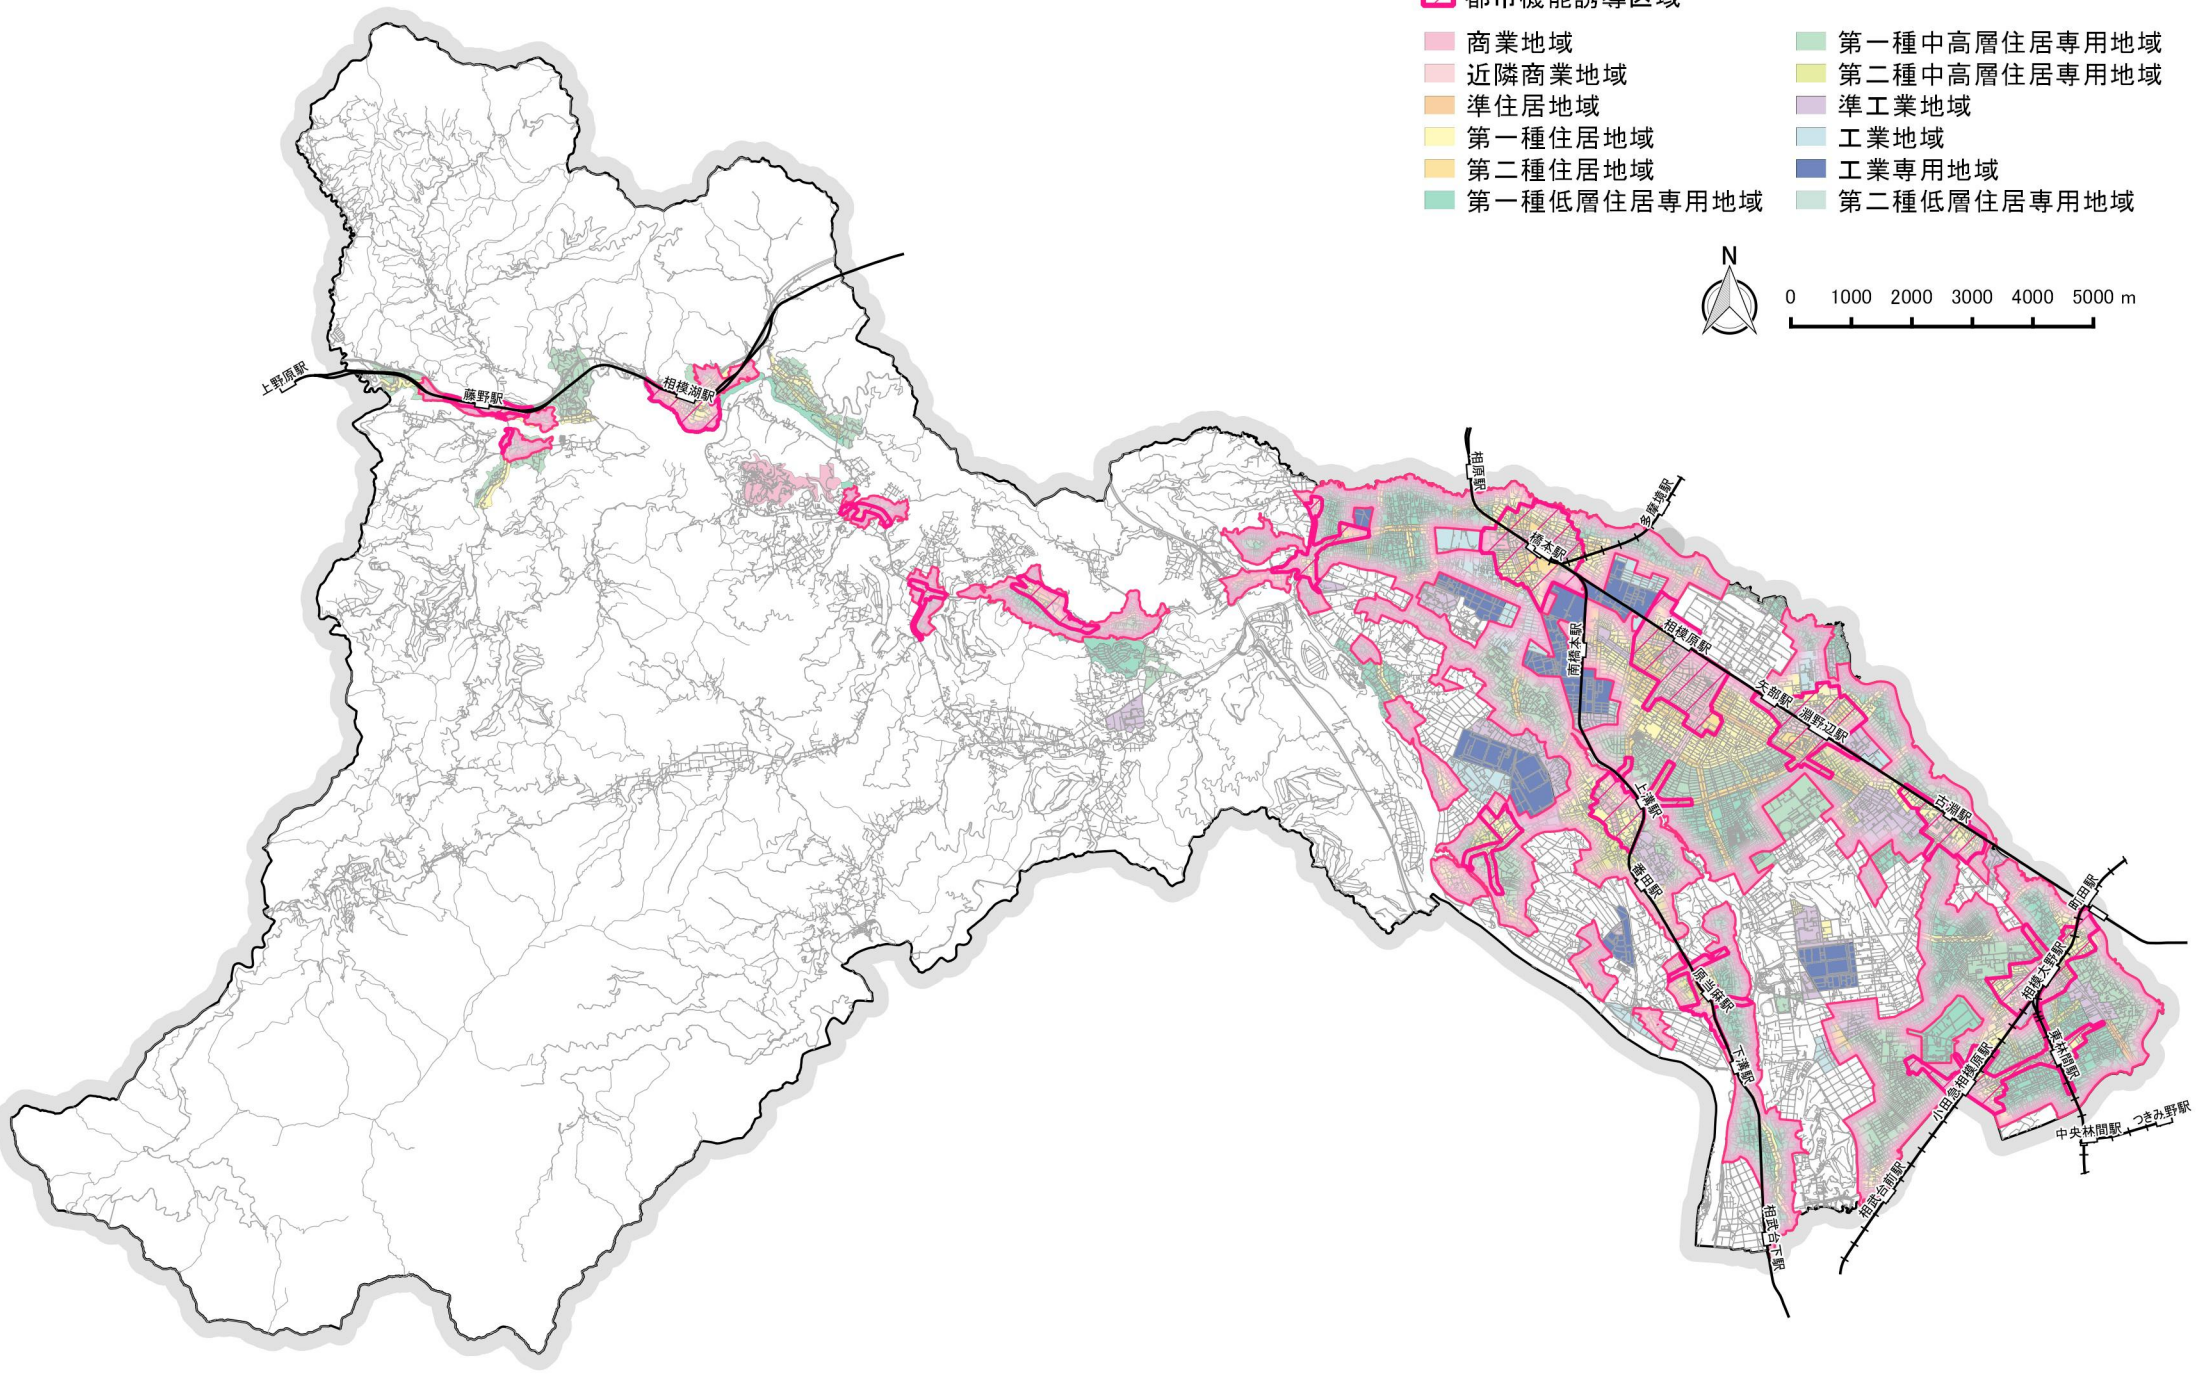 都市機能誘導区域
商業地域
近隣商業地域
準住居地域
第一種住居地域
第二種住居地域
第一種低層住居専用地域
第一種中高層住居専用地域
第二種中高層住居専用地域
準工業地域
工業地域
工業専用地域
第二種低層住居専用地域
N
0 1000 2000 3000 4000 5000 m
上野原駅
藤野駅
相模湖駅
相原駅
多摩境駅
橋本駅
南橋本駅
相模原駅
矢部駅
淵野辺駅
上溝駅
古淵駅
番田駅
町田駅
原当麻駅
相模大野駅
下溝駅
東林間駅
小田急相模原駅
中央林間駅
つきみ野駅
相武台前駅
相武台下駅